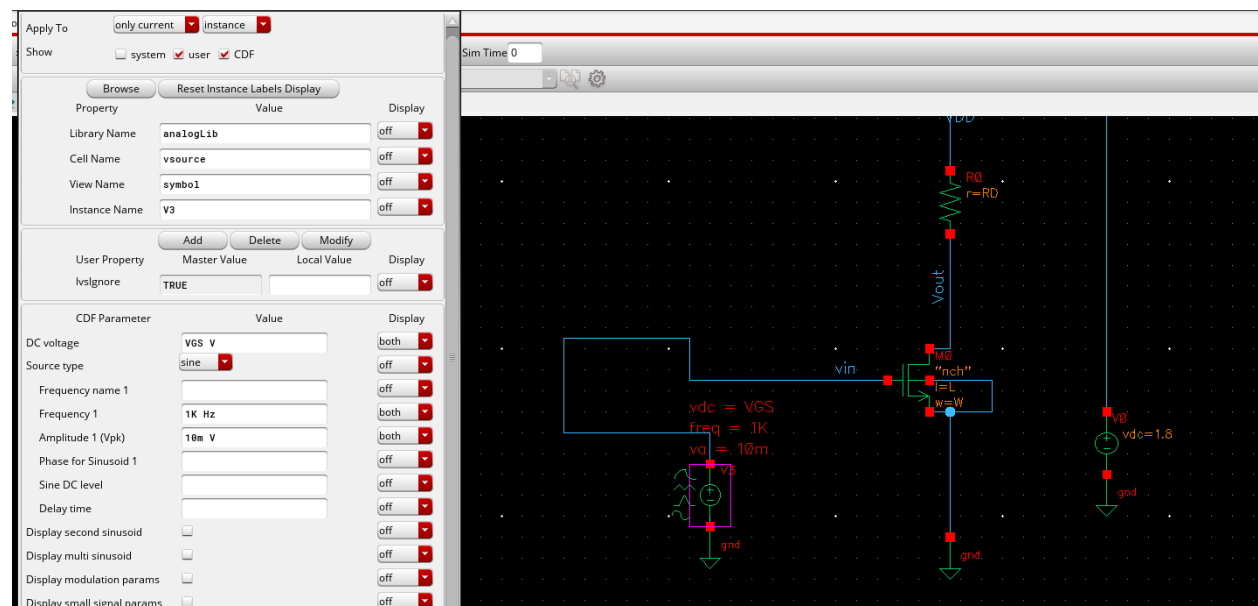 Apply To only current instance
Show system user CDF
Browse Reset Instance Labels Display
Property Value Display
Library Name analogLib off
Cell Name vsource off
View Name symbol off
Instance Name V3 off
Add Delete Modify
User Property Master Value Local Value Display
lvsIgnore TRUE off
CDF Parameter Value Display
DC voltage VGS V both
Source type sine off
Frequency name 1 off
Frequency 1 1K Hz both
Amplitude 1 (Vpk) 10m V both
Phase for Sinusoid 1 off
Sine DC level off
Delay time off
Display second sinusoid off
Display multi sinusoid off
Display modulation params off
Display small signal params off
Sim Time 0
VDD
R0
r=RD
Vout
vin
M0
"nch"
l=L
w=W
vdc = VGS
freq = 1K
va = 10m
V3
gnd
gnd
V0
vdc=1.8
gnd